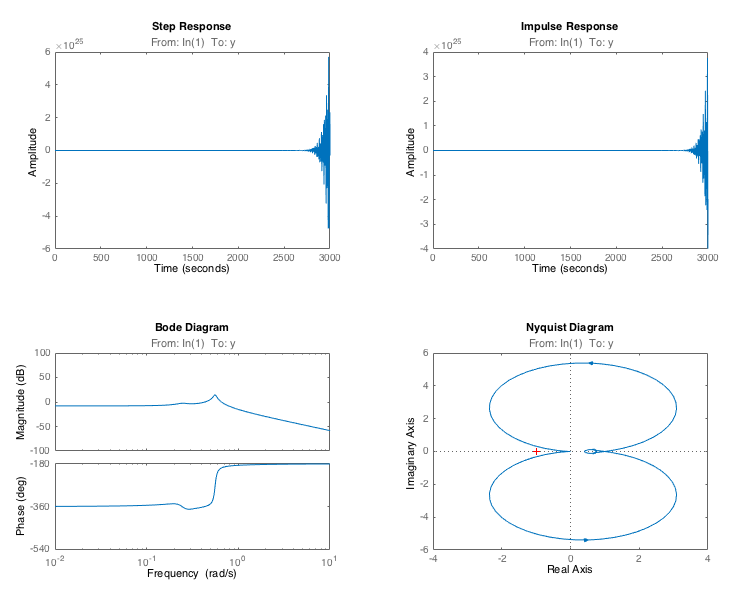 Step Response
From: In(1) To: y
×10^25
6
4
2
0
-2
-4
-6
Amplitude
0 500 1000 1500 2000 2500 3000
Time (seconds)
Impulse Response
From: In(1) To: y
×10^25
4
3
2
1
0
-1
-2
-3
-4
Amplitude
0 500 1000 1500 2000 2500 3000
Time (seconds)
Bode Diagram
From: In(1) To: y
100
50
0
-50
-100
Magnitude (dB)
-180
-360
-540
Phase (deg)
10^-2 10^-1 10^0 10^1
Frequency (rad/s)
Nyquist Diagram
From: In(1) To: y
6
4
2
0
-2
-4
-6
Imaginary Axis
-4 -2 0 2 4
Real Axis